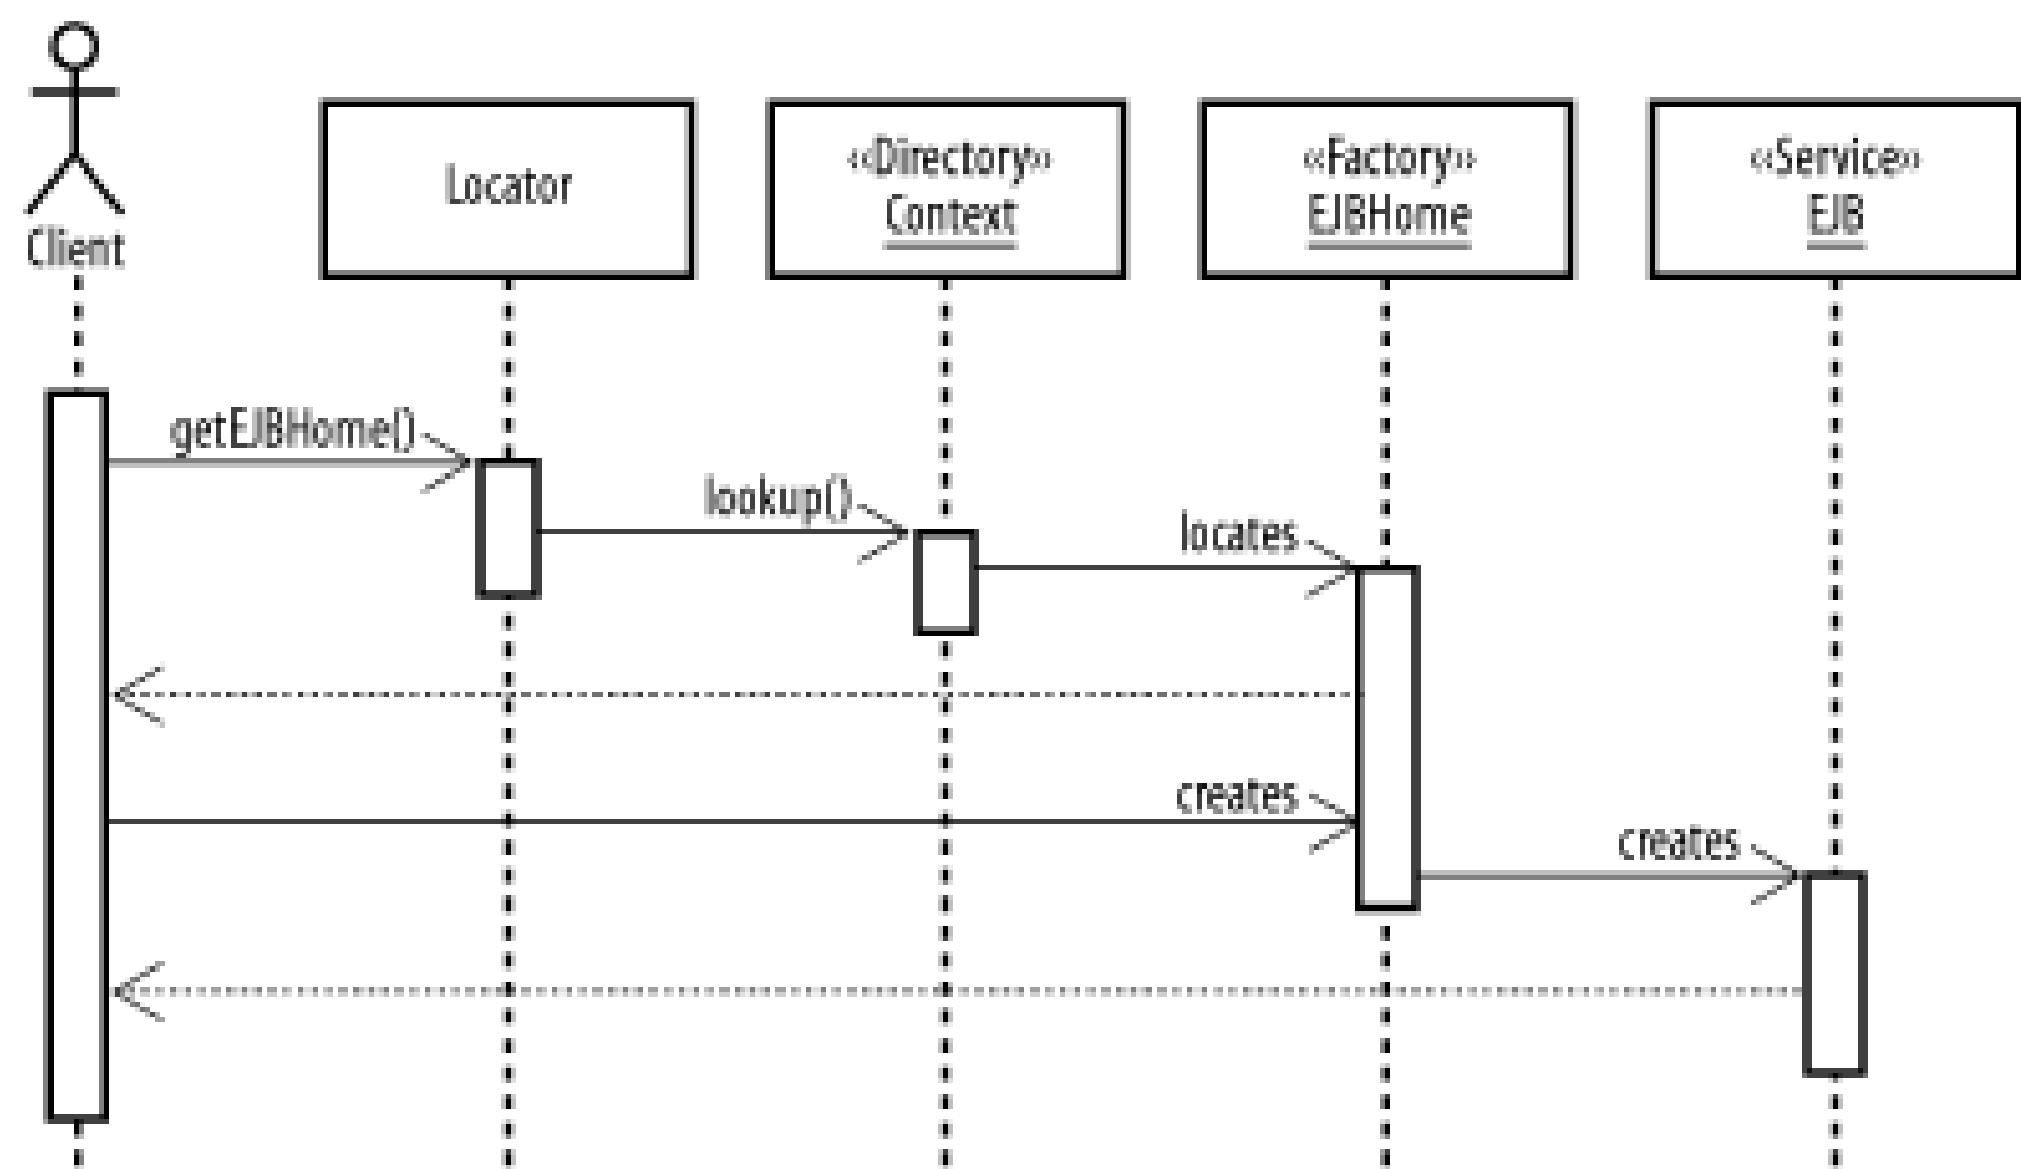 Client
Locator
«Directory»
Context
«Factory»
EJBHome
«Service»
EJB
getEJBHome()
lookup()
locates
creates
creates